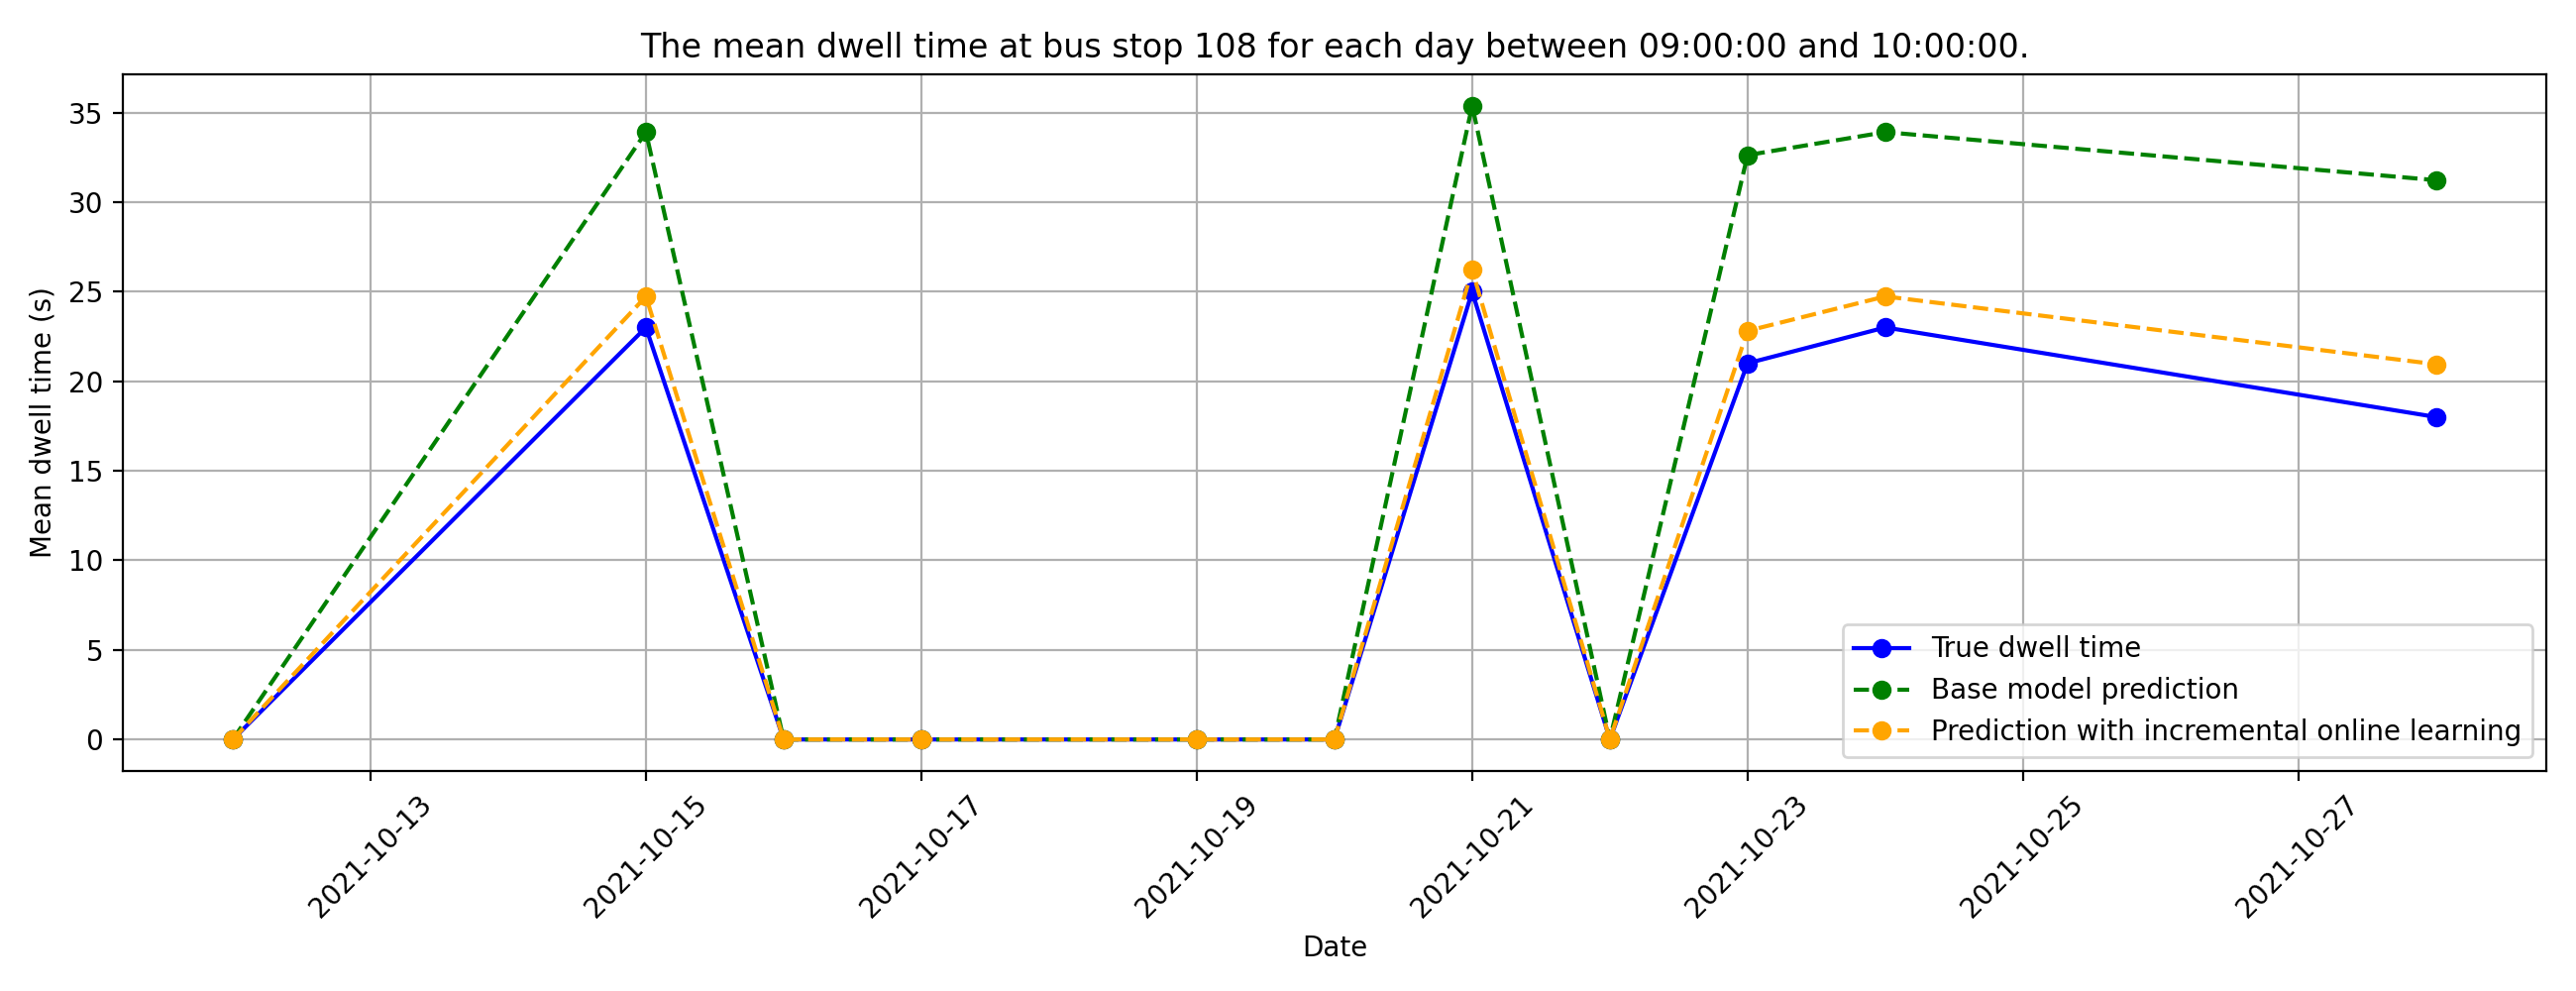 The mean dwell time at bus stop 108 for each day between 09:00:00 and 10:00:00.
Mean dwell time (s)
35
30
25
20
15
10
5
0
True dwell time
Base model prediction
Prediction with incremental online learning
2021-10-13
2021-10-15
2021-10-17
2021-10-19
2021-10-21
2021-10-23
2021-10-25
2021-10-27
Date